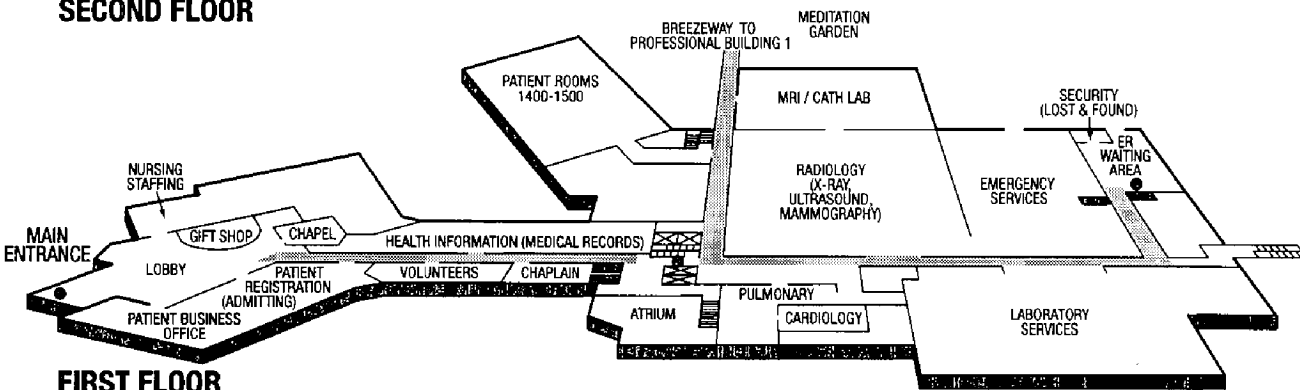 SECOND FLOOR
BREEZEWAY TO
PROFESSIONAL BUILDING 1
MEDITATION
GARDEN
PATIENT ROOMS
1400-1500
MRI / CATH LAB
SECURITY
(LOST & FOUND)
ER
WAITING
AREA
NURSING
STAFFING
RADIOLOGY
(X-RAY,
ULTRASOUND,
MAMMOGRAPHY)
EMERGENCY
SERVICES
MAIN
ENTRANCE
GIFT SHOP
CHAPEL
HEALTH INFORMATION (MEDICAL RECORDS)
LOBBY
PATIENT
REGISTRATION
(ADMITTING)
VOLUNTEERS
CHAPLAIN
PATIENT BUSINESS
OFFICE
ATRIUM
PULMONARY
CARDIOLOGY
LABORATORY
SERVICES
FIRST FLOOR